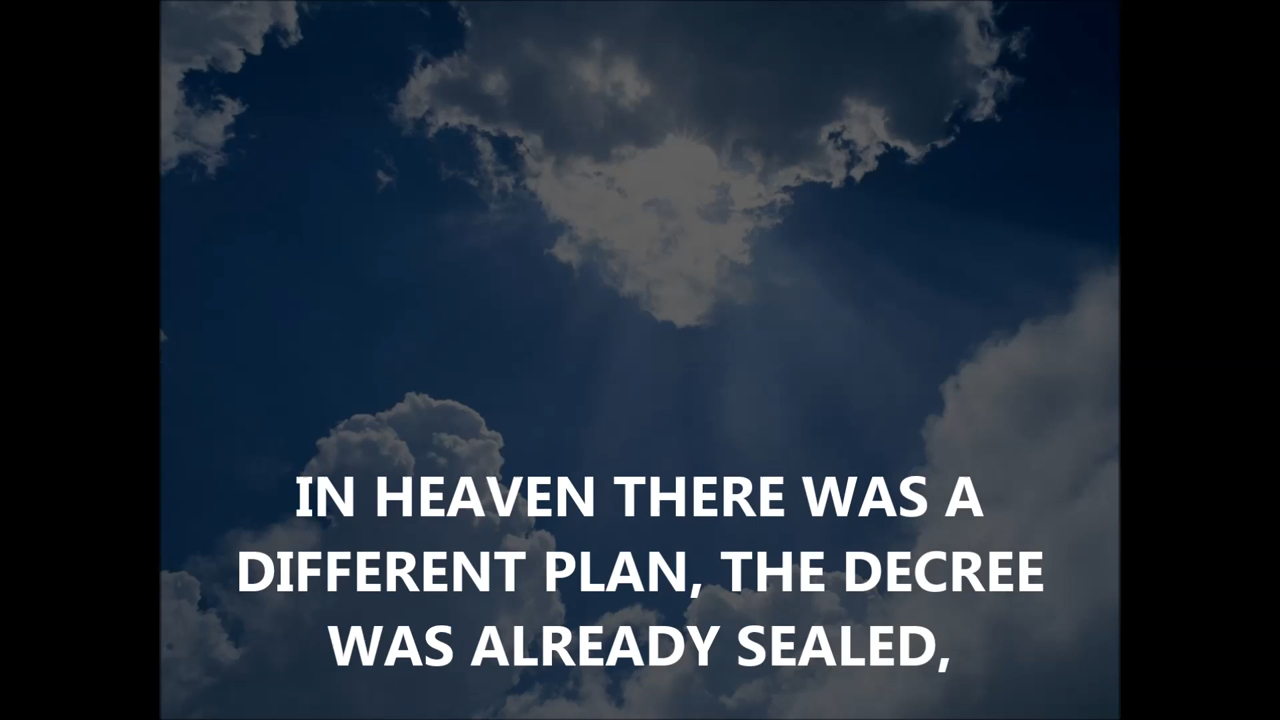 IN HEAVEN THERE WAS A
DIFFERENT PLAN, THE DECREE
WAS ALREADY SEALED,